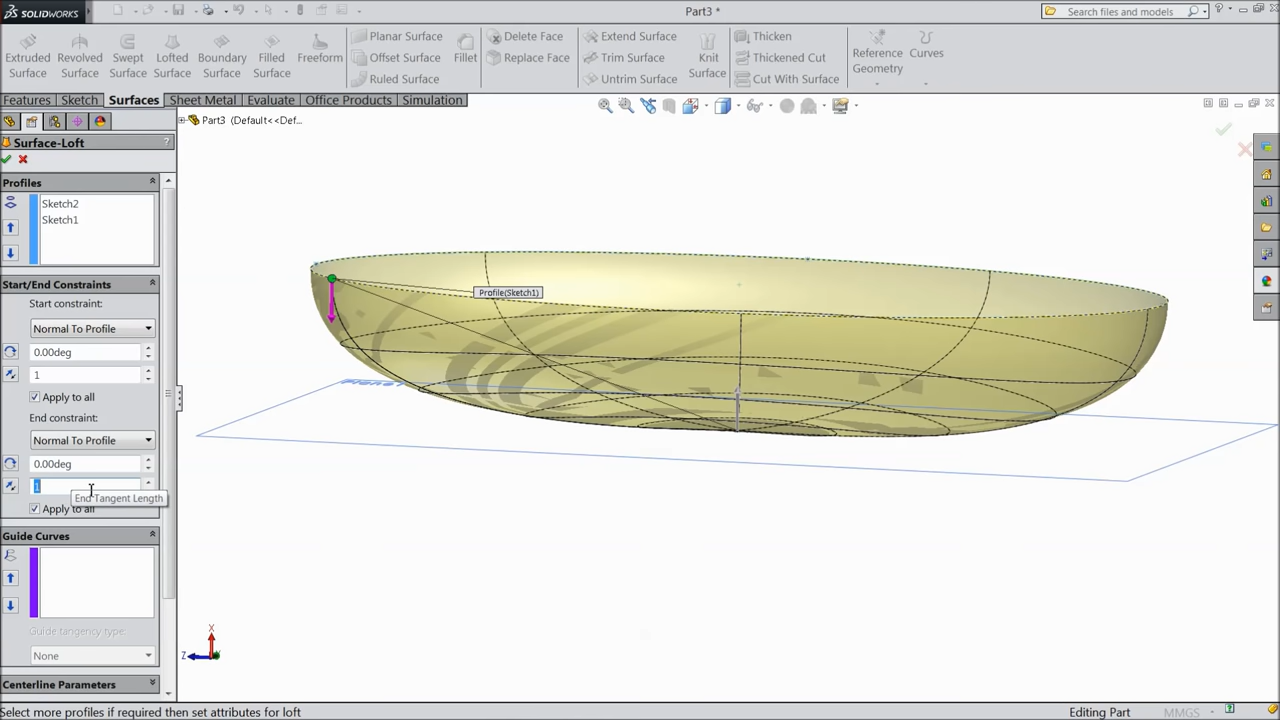 SOLIDWORKS
Part3 *
Search files and models
Extruded Surface
Revolved Surface
Swept Surface
Lofted Surface
Boundary Surface
Filled Surface
Freeform
Planar Surface
Offset Surface
Ruled Surface
Fillet
Delete Face
Replace Face
Extend Surface
Trim Surface
Untrim Surface
Knit Surface
Thicken
Thickened Cut
Cut With Surface
Reference Geometry
Curves
Features
Sketch
Surfaces
Sheet Metal
Evaluate
Office Products
Simulation
Part3 (Default<<Def...
Surface-Loft
?
Profiles
Sketch2
Sketch1
Start/End Constraints
Start constraint:
Normal To Profile
0.00deg
1
Apply to all
End constraint:
Normal To Profile
0.00deg
1
End Tangent Length
Apply to all
Guide Curves
Guide tangency type:
None
Centerline Parameters
Profile(Sketch1)
X
Z
Select more profiles if required then set attributes for loft
Editing Part
MMGS